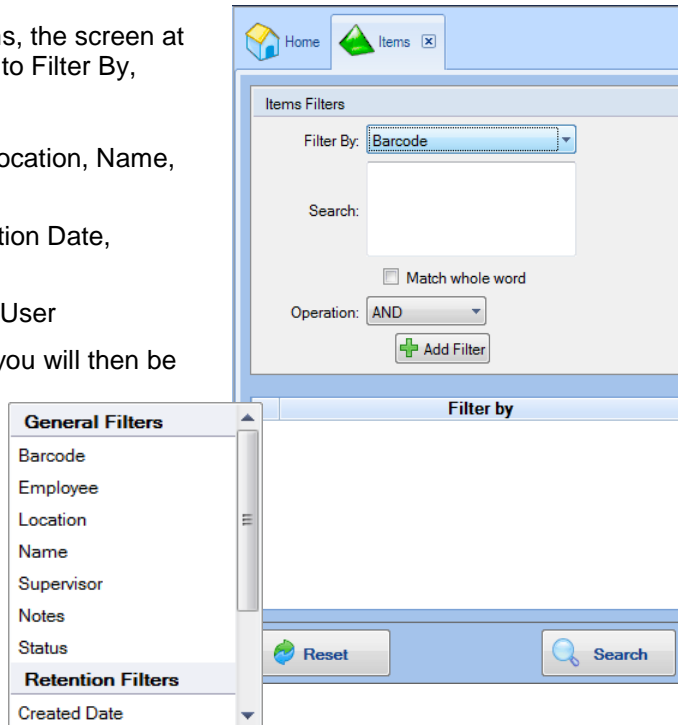 ns, the screen at
to Filter By,
ocation, Name,
tion Date,
User
you will then be
Home
Items
Items Filters
Filter By: Barcode
Search:
Match whole word
Operation: AND
Add Filter
Filter by
Reset
Search
General Filters
Barcode
Employee
Location
Name
Supervisor
Notes
Status
Retention Filters
Created Date